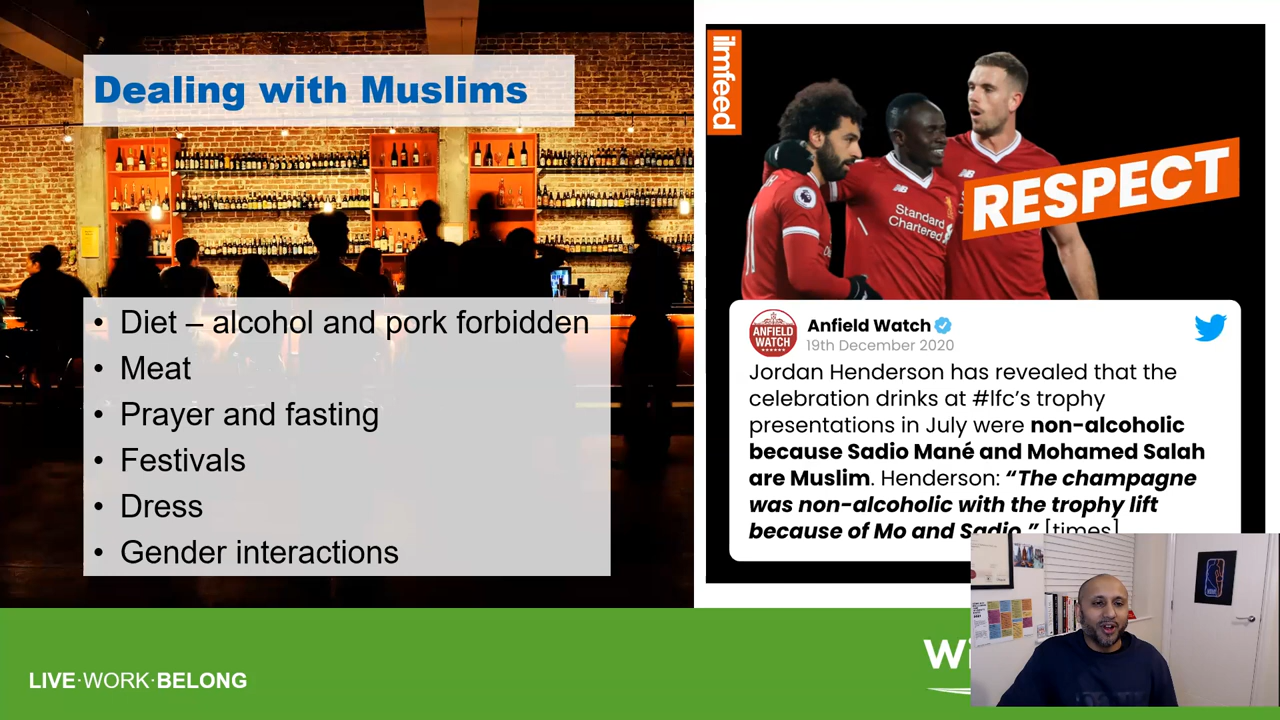 Dealing with Muslims
• Diet – alcohol and pork forbidden
• Meat
• Prayer and fasting
• Festivals
• Dress
• Gender interactions
ilmfeed
RESPECT
Standard
Chartered
Anfield Watch
19th December 2020
ANFIELD
WATCH
Jordan Henderson has revealed that the
celebration drinks at #lfc’s trophy
presentations in July were non-alcoholic
because Sadio Mané and Mohamed Salah
are Muslim. Henderson: “The champagne
was non-alcoholic with the trophy lift
because of Mo and Sadio.” [times]
LIVE·WORK·BELONG